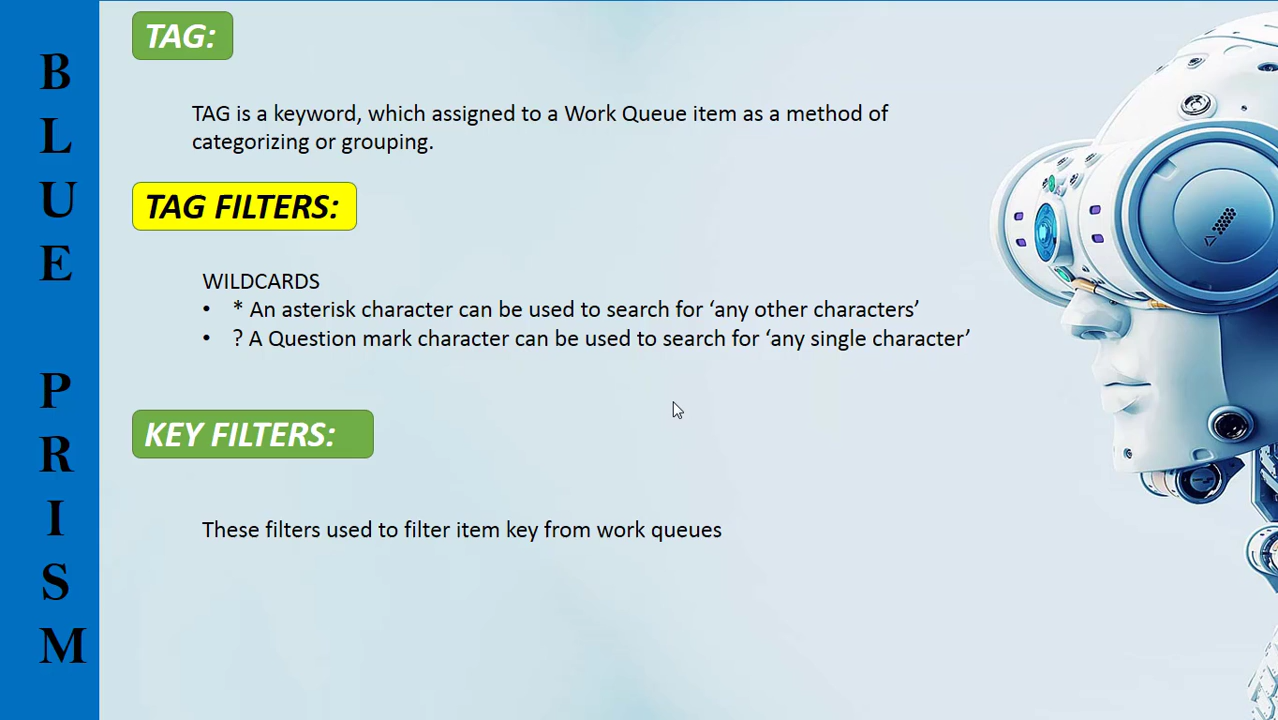 BLUE PRISM
TAG:
TAG is a keyword, which assigned to a Work Queue item as a method of
categorizing or grouping.
TAG FILTERS:
WILDCARDS
• * An asterisk character can be used to search for ‘any other characters’
• ? A Question mark character can be used to search for ‘any single character’
KEY FILTERS:
These filters used to filter item key from work queues